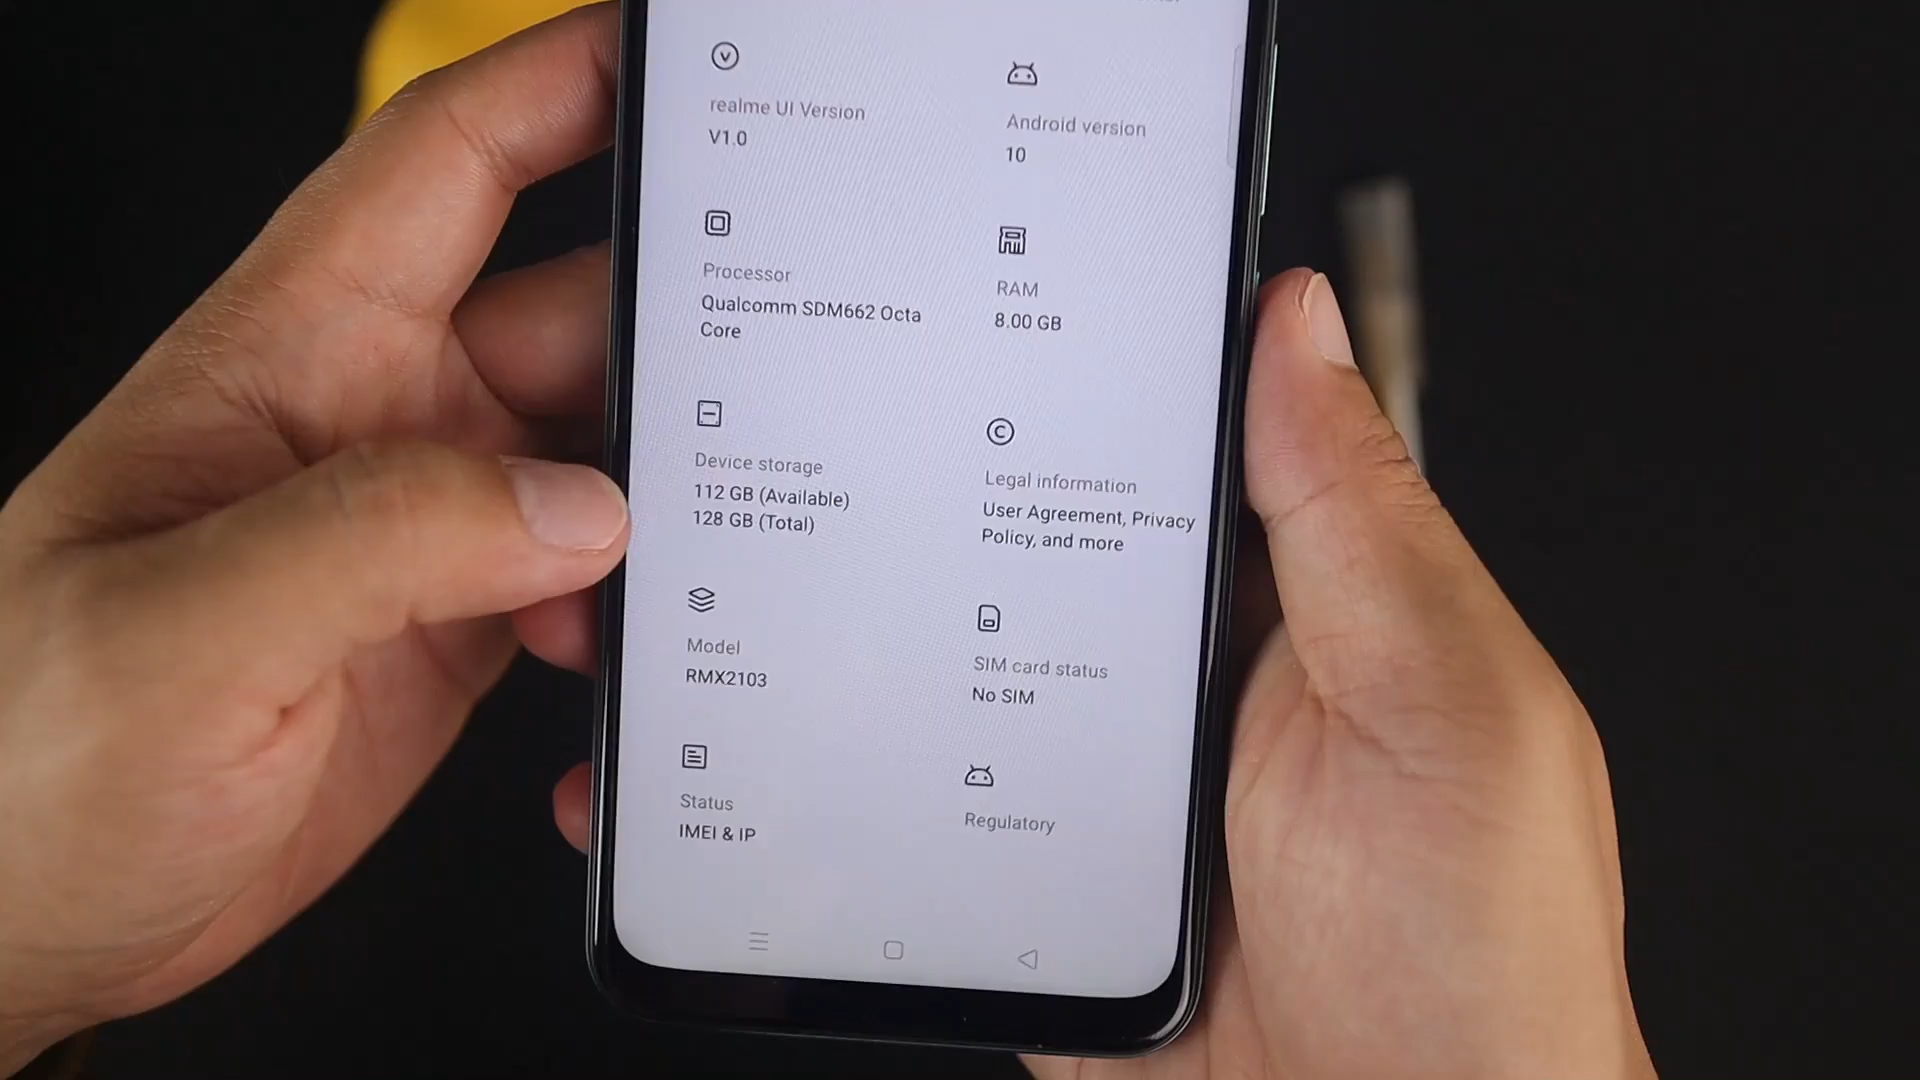 realme UI Version
V1.0
Android version
10
Processor
Qualcomm SDM662 Octa
Core
RAM
8.00 GB
Device storage
112 GB (Available)
128 GB (Total)
Legal information
User Agreement, Privacy
Policy, and more
Model
RMX2103
SIM card status
No SIM
Status
IMEI & IP
Regulatory